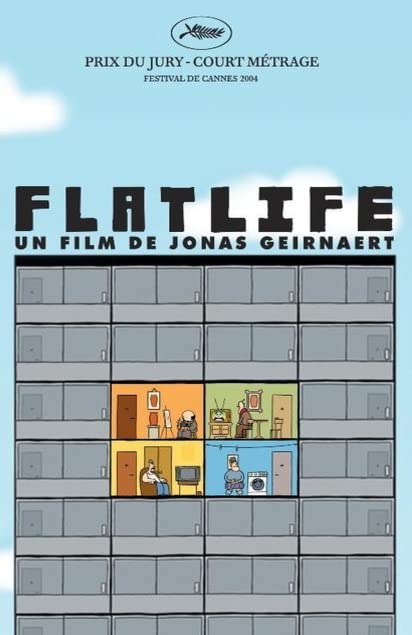 PRIX DU JURY - COURT MÉTRAGE
FESTIVAL DE CANNES 2004
FLATLIFE
UN FILM DE JONAS GEIRNAERT